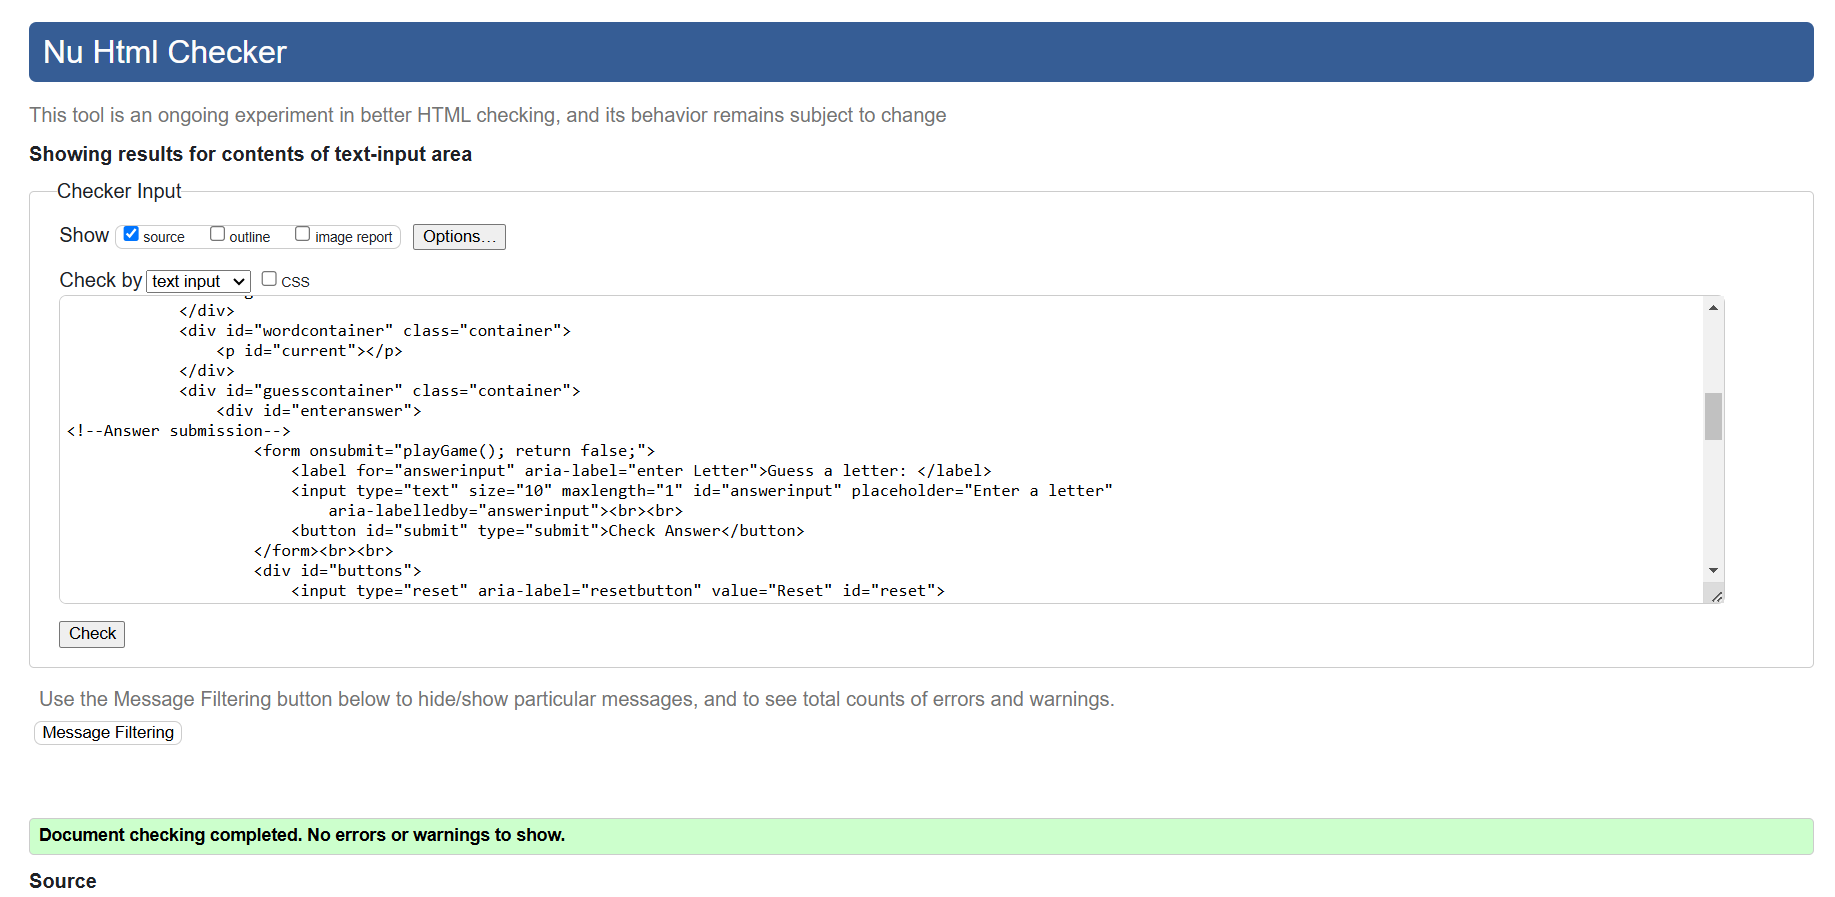 Nu Html Checker
This tool is an ongoing experiment in better HTML checking, and its behavior remains subject to change
Showing results for contents of text-input area
Checker Input
Show source outline image report Options...
Check by text input CSS
</div>
<div id="wordcontainer" class="container">
<p id="current"></p>
</div>
<div id="guesscontainer" class="container">
<div id="enteranswer">
<!--Answer submission-->
<form onsubmit="playGame(); return false;">
<label for="answerinput" aria-label="enter Letter">Guess a letter: </label>
<input type="text" size="10" maxlength="1" id="answerinput" placeholder="Enter a letter"
aria-labelledby="answerinput"><br><br>
<button id="submit" type="submit">Check Answer</button>
</form><br><br>
<div id="buttons">
<input type="reset" aria-label="resetbutton" value="Reset" id="reset">
Check
Use the Message Filtering button below to hide/show particular messages, and to see total counts of errors and warnings.
Message Filtering
Document checking completed. No errors or warnings to show.
Source